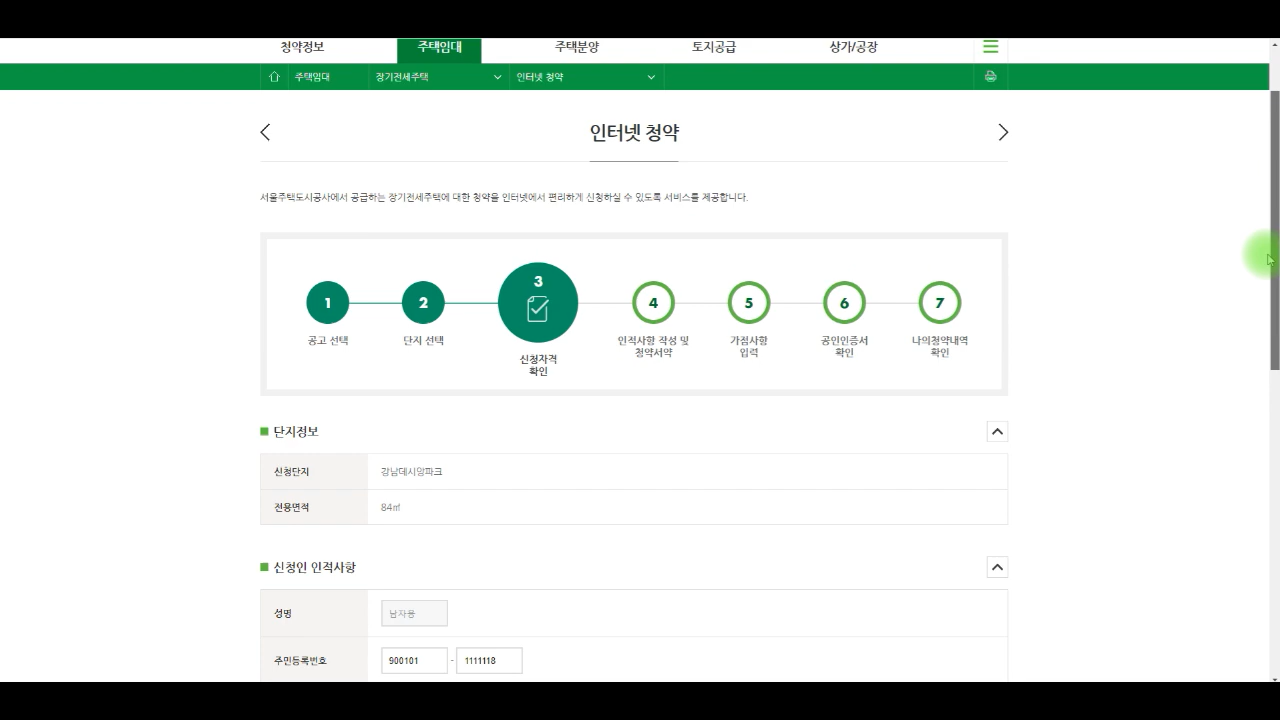 청약정보 주택임대 주택분양 토지공급 상가/공장
주택임대 장기전세주택 인터넷 청약
인터넷 청약
서울주택도시공사에서 공급하는 장기전세주택에 대한 청약을 인터넷에서 편리하게 신청하실 수 있도록 서비스를 제공합니다.
1 2 3 4 5 6 7
공고 선택 단지 선택 신청자격 확인 인적사항 작성 및 청약서약 가점사항 입력 공인인증서 확인 나의청약내역 확인
단지정보
신청단지 강남데시앙파크
전용면적 84㎡
신청인 인적사항
성명 남자용
주민등록번호 900101 - 1111118